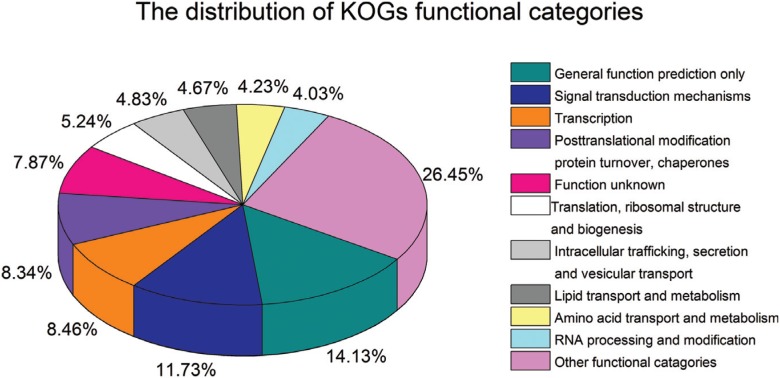 The distribution of KOGs functional categories
4.83%
4.67%
4.23%
4.03%
5.24%
7.87%
26.45%
8.34%
8.46%
11.73%
14.13%
General function prediction only
Signal transduction mechanisms
Transcription
Posttranslational modification
protein turnover, chaperones
Function unknown
Translation, ribosomal structure
and biogenesis
Intracellular trafficking, secretion
and vesicular transport
Lipid transport and metabolism
Amino acid transport and metabolism
RNA processing and modification
Other functional catagories